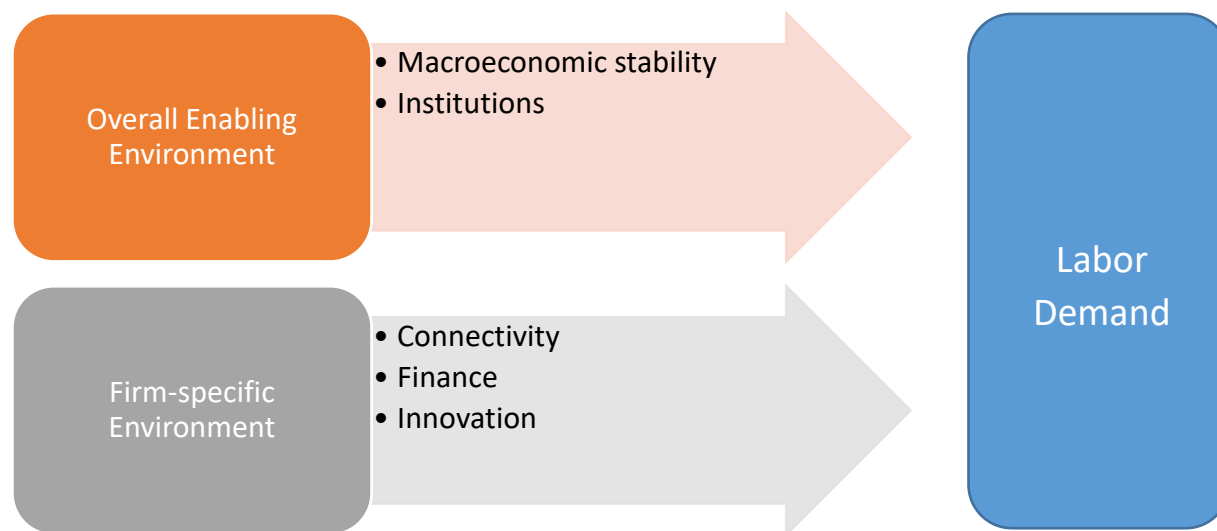 Overall Enabling
Environment
• Macroeconomic stability
• Institutions
Firm-specific
Environment
• Connectivity
• Finance
• Innovation
Labor
Demand